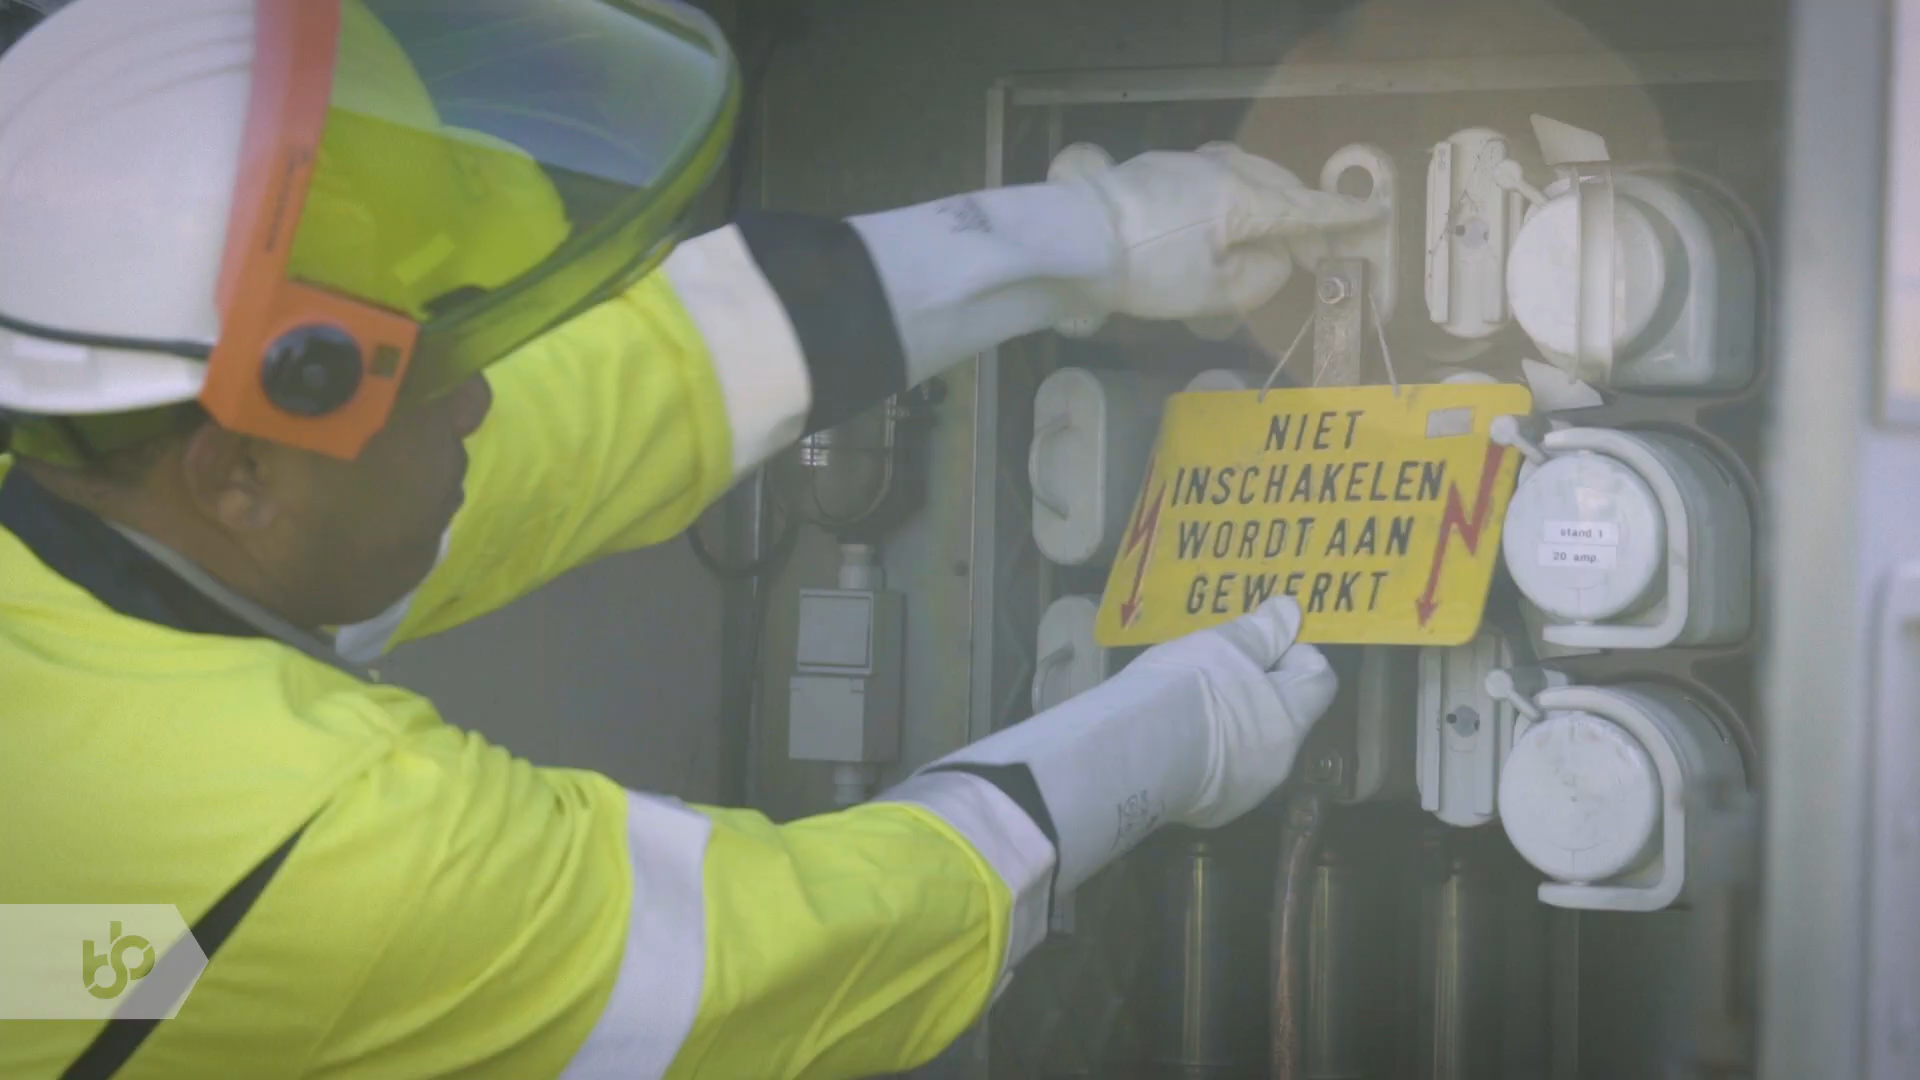 NIET
INSCHAKELEN
WORDT AAN
GEWERKT
stand 1
20 amp.